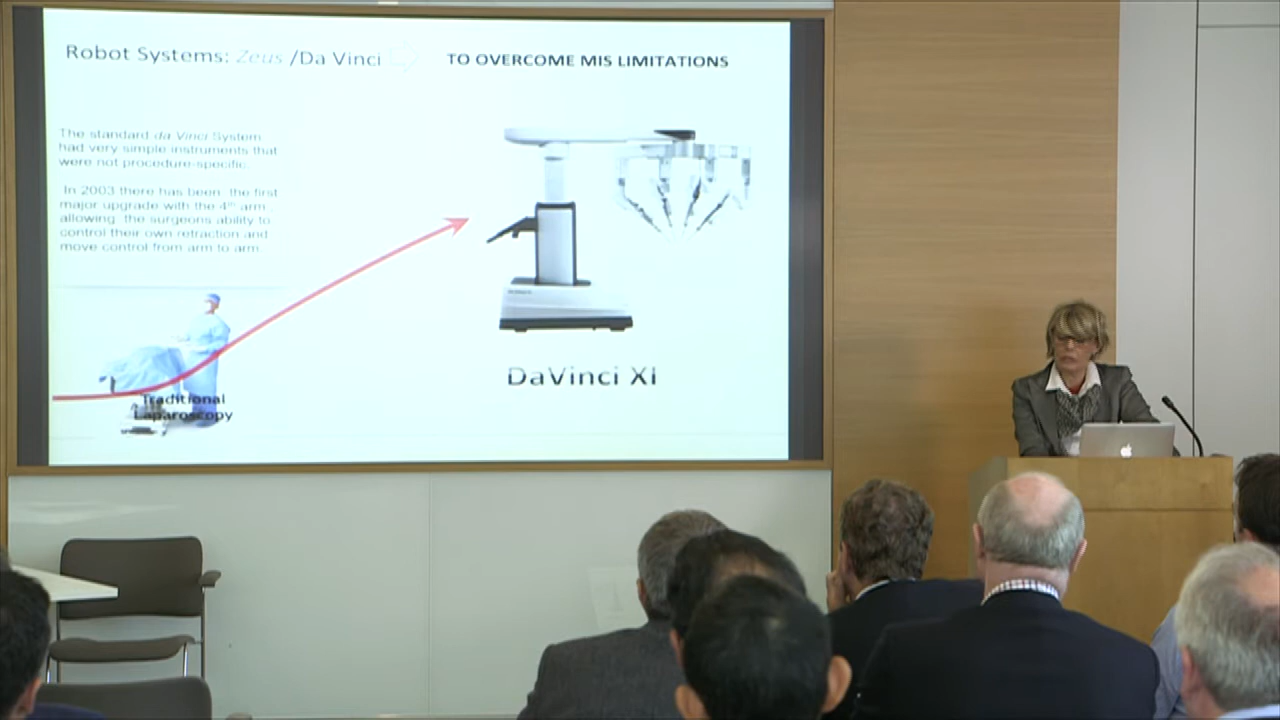 Robot Systems: Zeus /Da Vinci
TO OVERCOME MIS LIMITATIONS
The standard da Vinci System
had very simple instruments that
were not procedure-specific.
In 2003 there has been the first
major upgrade with the 4th arm,
allowing the surgeons ability to
control their own retraction and
move control from arm to arm
DaVinci XI
Traditional
Laparoscopy